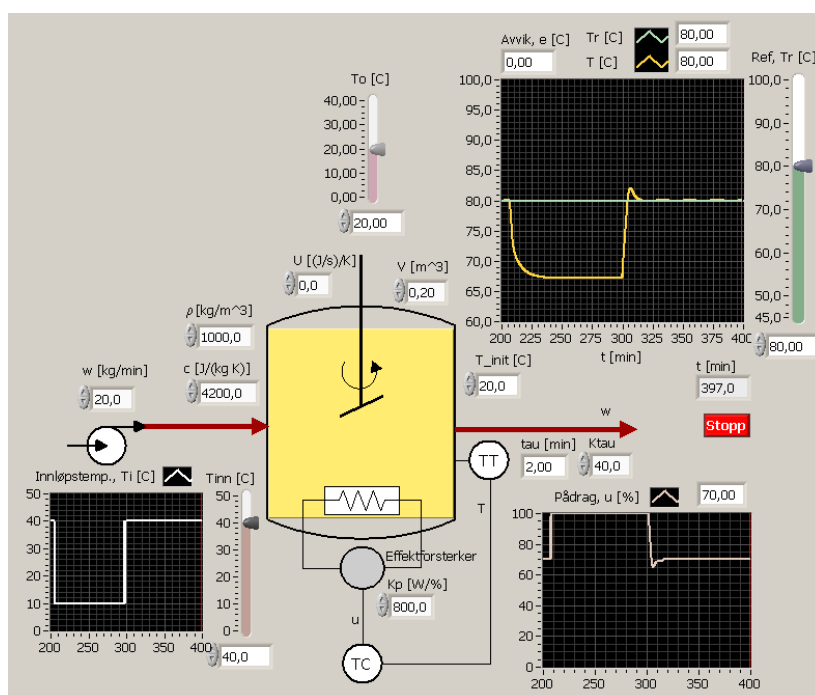 Avvik, e [C]
0,00
Tr [C]
80,00
T [C]
80,00
Ref, Tr [C]
100,0
90,0
80,0
70,0
60,0
50,0
45,0
80,00
100,0
95,0
90,0
85,0
80,0
75,0
70,0
65,0
60,0
200 225 250 275 300 325 350 375 400
t [min]
To [C]
40,00
30,00
20,00
10,00
0,00
20,00
U [(J/s)/K]
0,0
V [m^3]
0,20
ρ [kg/m^3]
1000,0
w [kg/min]
20,0
c [J/(kg K)]
4200,0
T_init [C]
20,0
t [min]
397,0
w
Stopp
tau [min]
2,00
Ktau
40,0
TT
T
Innløpstemp., Ti [C]
50
40
30
20
10
0
200 250 300 350 400
Tinn [C]
50
40
30
20
10
0
40,0
Effektforsterker
Kp [W/%]
800,0
u
TC
Pådrag, u [%]
70,00
100
80
60
40
20
0
200 250 300 350 400